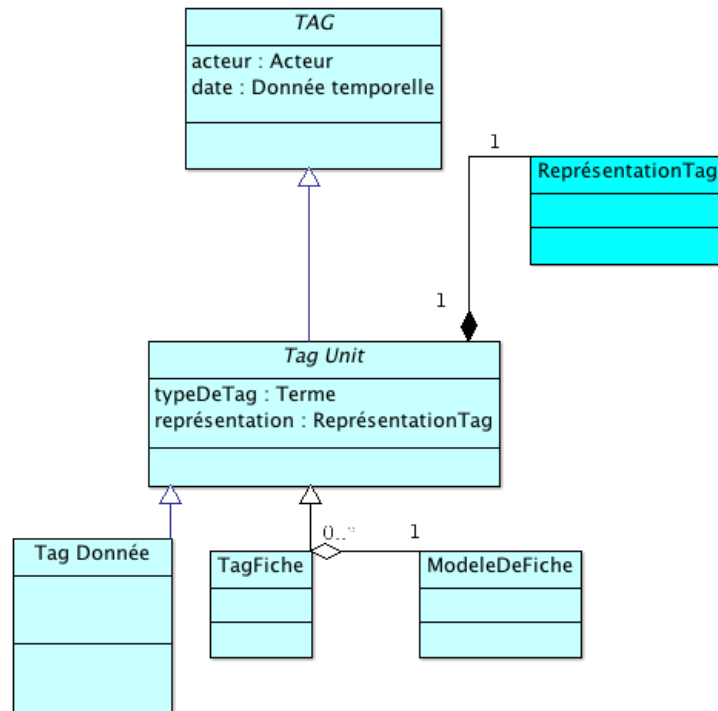 TAG
acteur : Acteur
date : Donnée temporelle
1
ReprésentationTag
1
Tag Unit
typeDeTag : Terme
représentation : ReprésentationTag
0..*
1
Tag Donnée
TagFiche
ModeleDeFiche